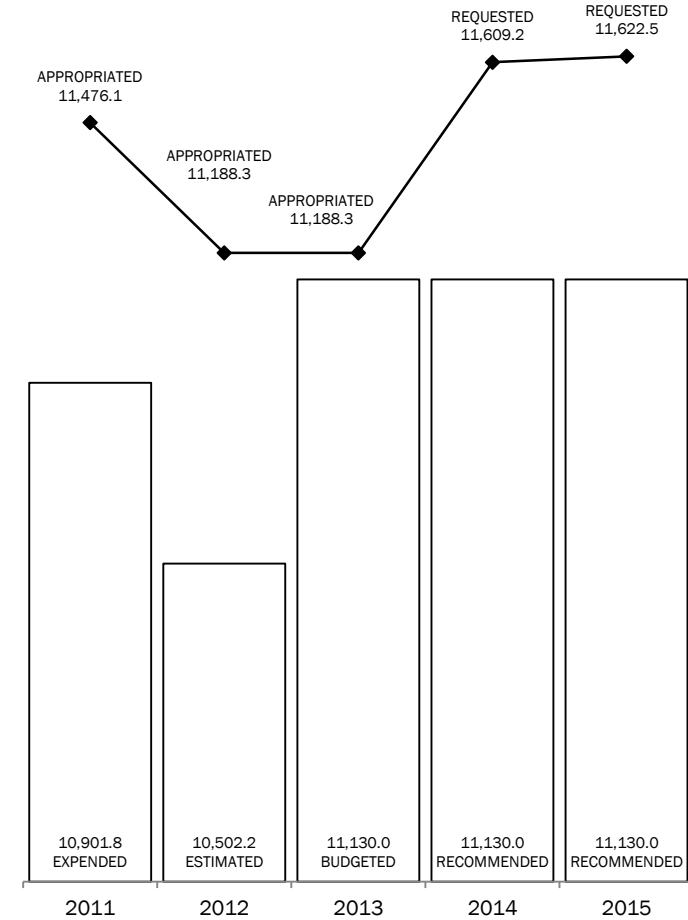 REQUESTED
11,622.5
REQUESTED
11,609.2
APPROPRIATED
11,476.1
APPROPRIATED
11,188.3
APPROPRIATED
11,188.3
10,901.8
EXPENDED
10,502.2
ESTIMATED
11,130.0
BUDGETED
11,130.0
RECOMMENDED
11,130.0
RECOMMENDED
2011
2012
2013
2014
2015